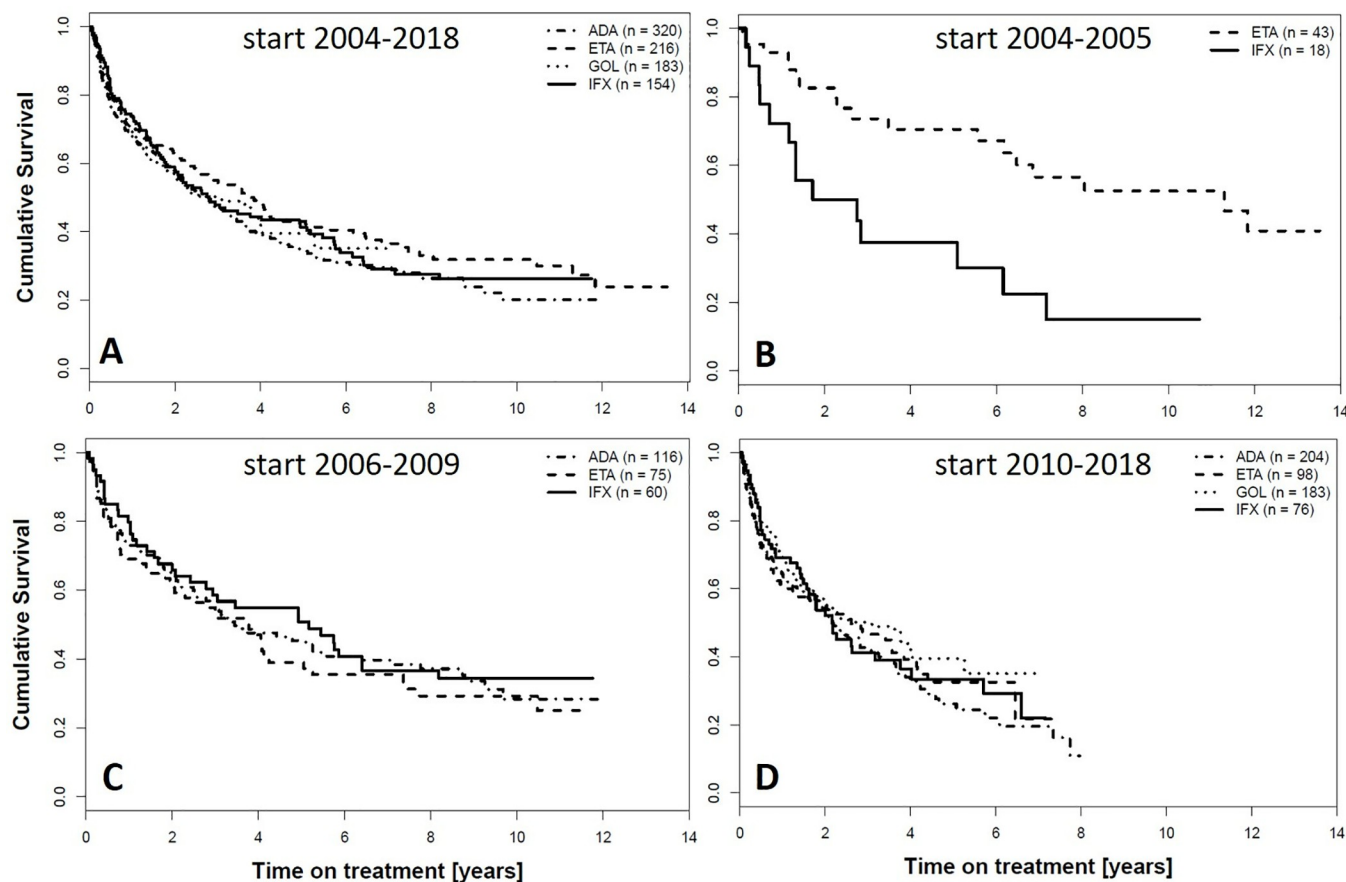 start 2004-2018
ADA (n = 320)
ETA (n = 216)
GOL (n = 183)
IFX (n = 154)
Cumulative Survival
1.0
0.8
0.6
0.4
0.2
0.0
A
0 2 4 6 8 10 12 14
start 2004-2005
ETA (n = 43)
IFX (n = 18)
1.0
0.8
0.6
0.4
0.2
0.0
B
0 2 4 6 8 10 12 14
start 2006-2009
ADA (n = 116)
ETA (n = 75)
IFX (n = 60)
Cumulative Survival
1.0
0.8
0.6
0.4
0.2
0.0
C
0 2 4 6 8 10 12 14
Time on treatment [years]
start 2010-2018
ADA (n = 204)
ETA (n = 98)
GOL (n = 183)
IFX (n = 76)
1.0
0.8
0.6
0.4
0.2
0.0
D
0 2 4 6 8 10 12 14
Time on treatment [years]